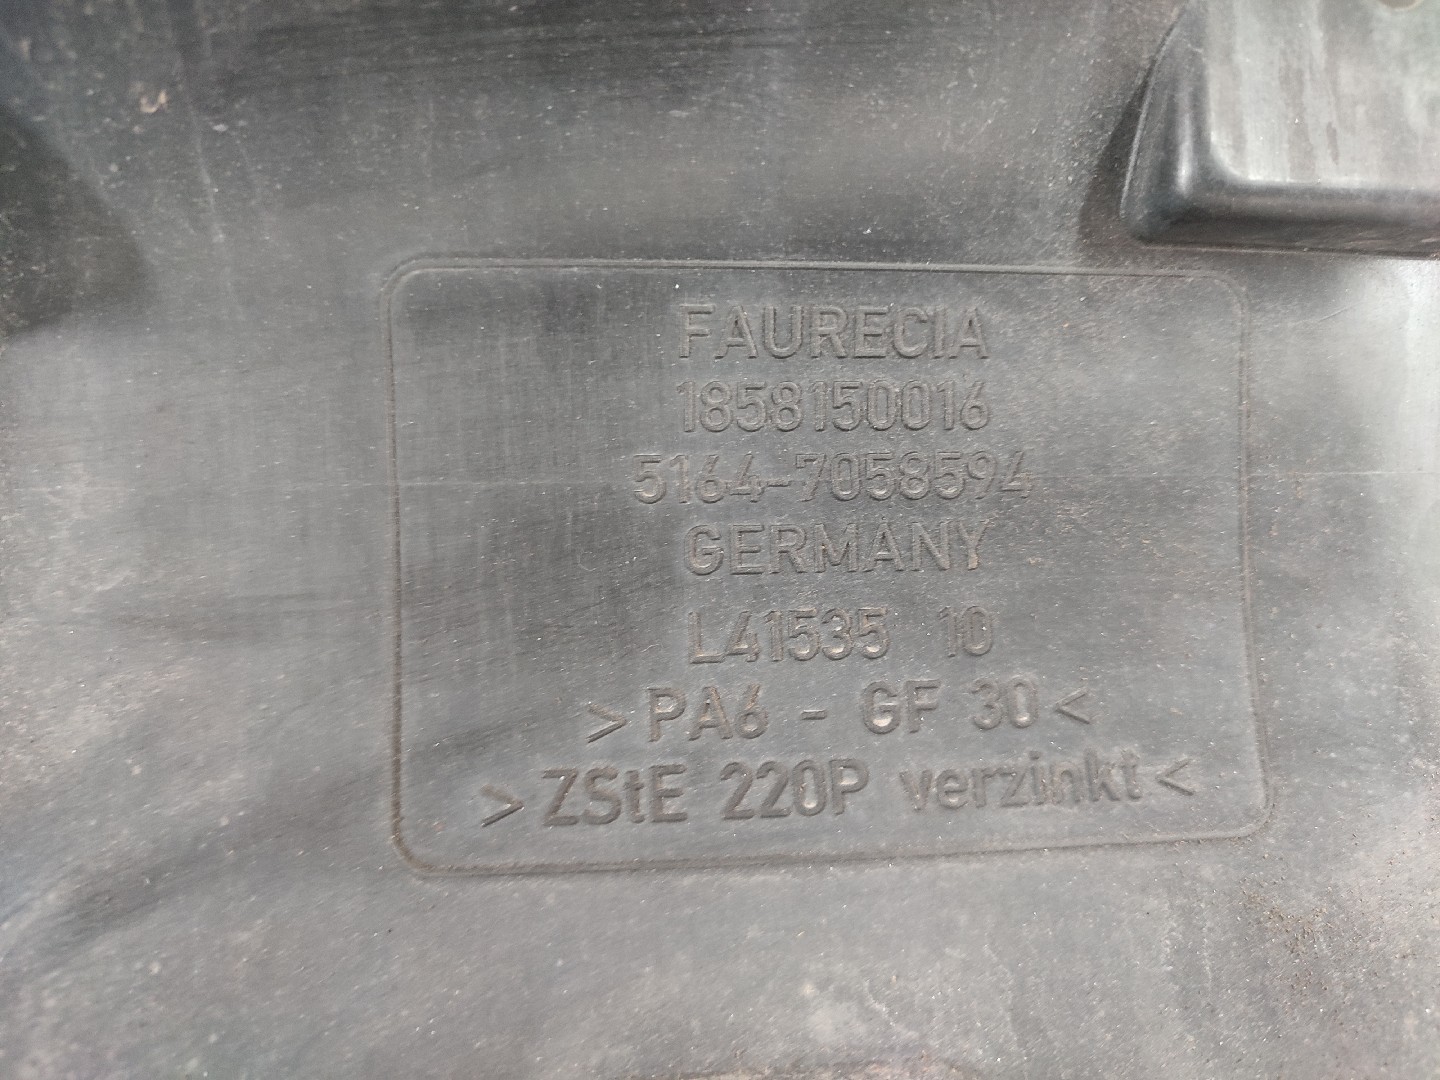 FAURECIA
1858150016
5164-7058594
GERMANY
L41535 10
> PA6 - GF 30 <
> ZStE 220P verzinkt <